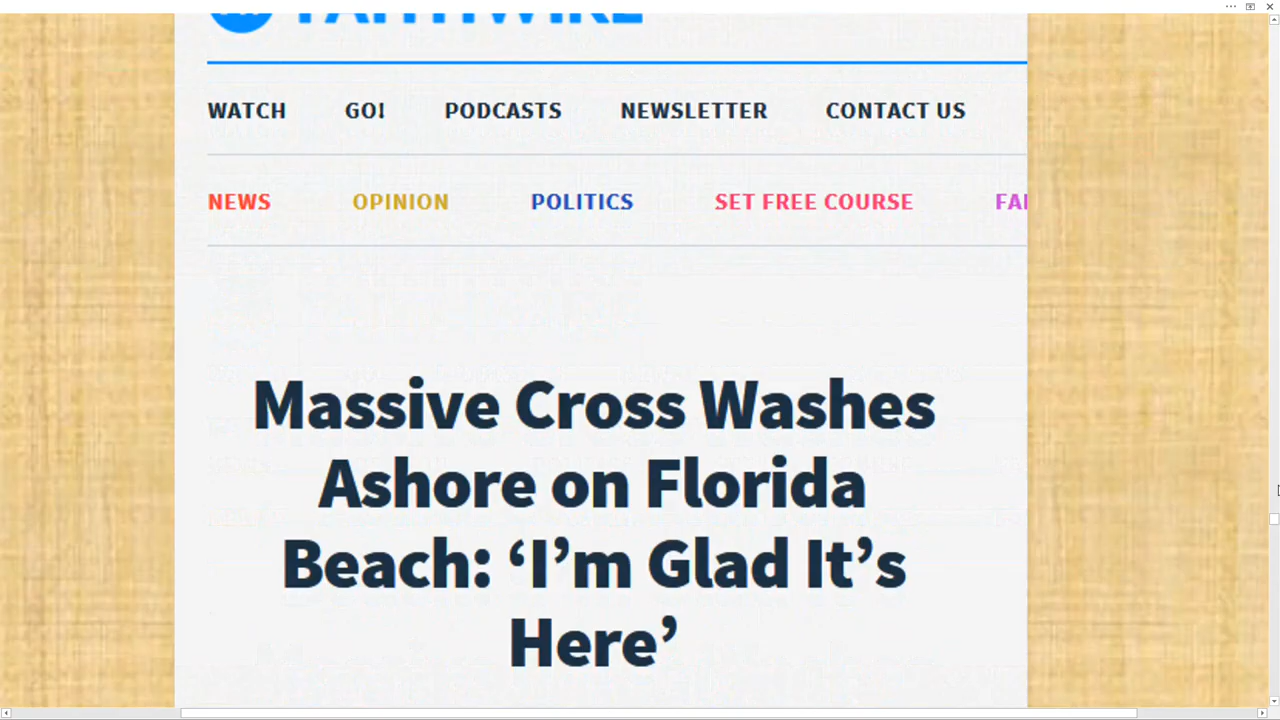 FAITHWIRE
WATCH GO! PODCASTS NEWSLETTER CONTACT US
NEWS OPINION POLITICS SET FREE COURSE
Massive Cross Washes
Ashore on Florida
Beach: ‘I’m Glad It’s
Here’